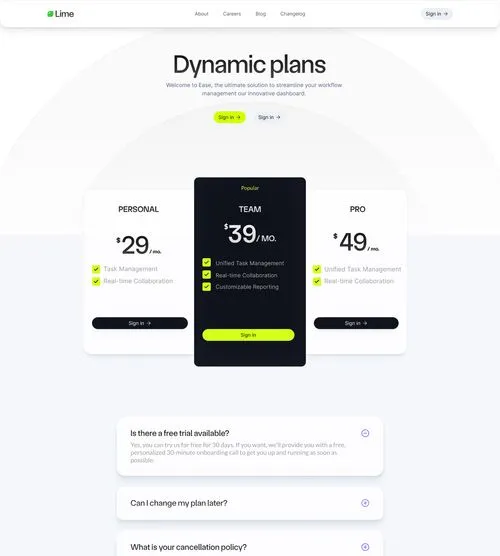 Lime
About Careers Blog Changelog
Sign in →
Dynamic plans
Welcome to Ease, the ultimate solution to streamline your workflow
management our innovative dashboard.
Sign in → Sign in →
PERSONAL
$29/ mo.
Task Management
Real-time Collaboration
Sign in →
Popular
TEAM
$39/ MO.
Unified Task Management
Real-time Collaboration
Customizable Reporting
Sign in
PRO
$49/mo.
Unified Task Management
Real-time Collaboration
Sign in →
Is there a free trial available?
Yes, you can try us for free for 30 days. If you want, we'll provide you with a free,
personalized 30-minute onboarding call to get you up and running as soon as
possible.
Can I change my plan later?
What is your cancellation policy?